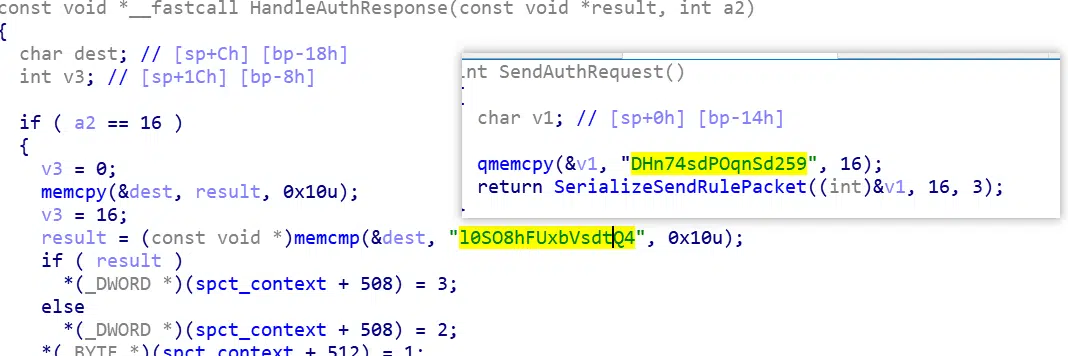 const void *__fastcall HandleAuthResponse(const void *result, int a2)
{
char dest; // [sp+Ch] [bp-18h]
int v3; // [sp+1Ch] [bp-8h]
if ( a2 == 16 )
{
v3 = 0;
memcpy(&dest, result, 0x10u);
v3 = 16;
result = (const void *)memcmp(&dest, "l0SO8hFUxbVsdtQ4", 0x10u);
if ( result )
*(_DWORD *)(spct_context + 508) = 3;
else
*(_DWORD *)(spct_context + 508) = 2;
*(_BYTE *)(spct_context + 512) = 1;
int SendAuthRequest()
char v1; // [sp+0h] [bp-14h]
qmemcpy(&v1, "DHn74sdPOqnSd259", 16);
return SerializeSendRulePacket((int)&v1, 16, 3);